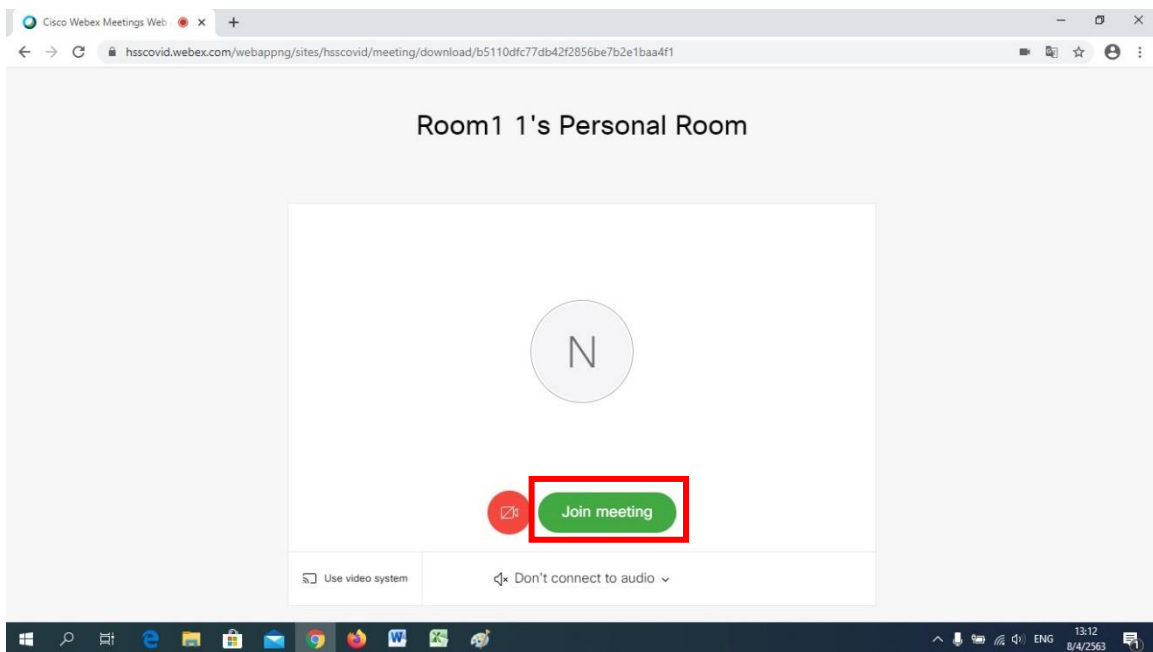 Cisco Webex Meetings Web
hsscovid.webex.com/webappng/sites/hsscovid/meeting/download/b5110dfc77db42f2856be7b2e1baa4f1
Room1 1's Personal Room
N
Join meeting
Use video system
Don't connect to audio
ENG
13:12
8/4/2563